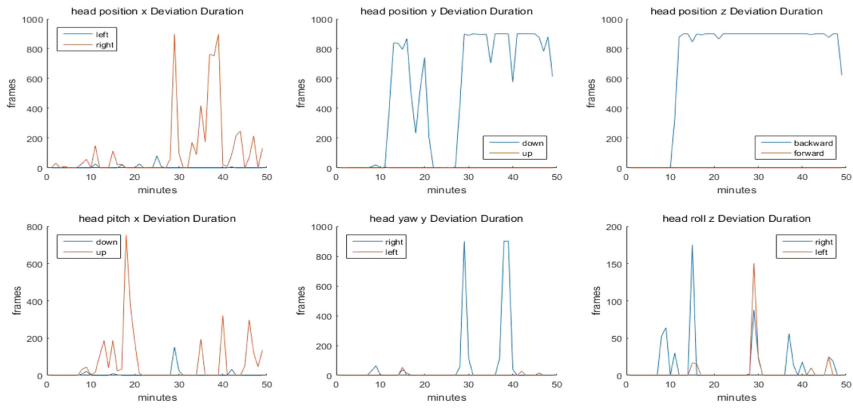 head position x Deviation Duration
1000
800
600
400
200
0
frames
left
right
0 10 20 30 40 50
minutes
head position y Deviation Duration
1000
800
600
400
200
0
frames
down
up
0 10 20 30 40 50
minutes
head position z Deviation Duration
1000
800
600
400
200
0
frames
backward
forward
0 10 20 30 40 50
minutes
head pitch x Deviation Duration
800
600
400
200
0
frames
down
up
0 10 20 30 40 50
minutes
head yaw y Deviation Duration
1000
800
600
400
200
0
frames
right
left
0 10 20 30 40 50
minutes
head roll z Deviation Duration
200
150
100
50
0
frames
right
left
0 10 20 30 40 50
minutes